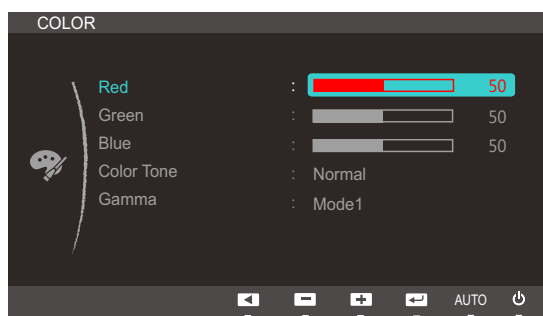 COLOR
Red : 50
Green : 50
Blue : 50
Color Tone : Normal
Gamma : Mode1
AUTO